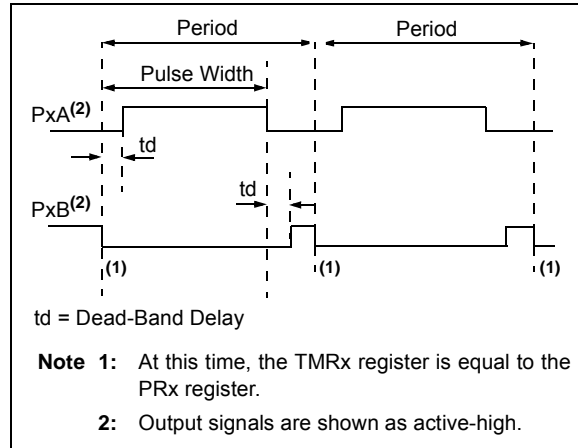 Period Period
Pulse Width
PxA(2)
td
td
PxB(2)
(1) (1) (1)
td = Dead-Band Delay
Note 1: At this time, the TMRx register is equal to the
PRx register.
2: Output signals are shown as active-high.